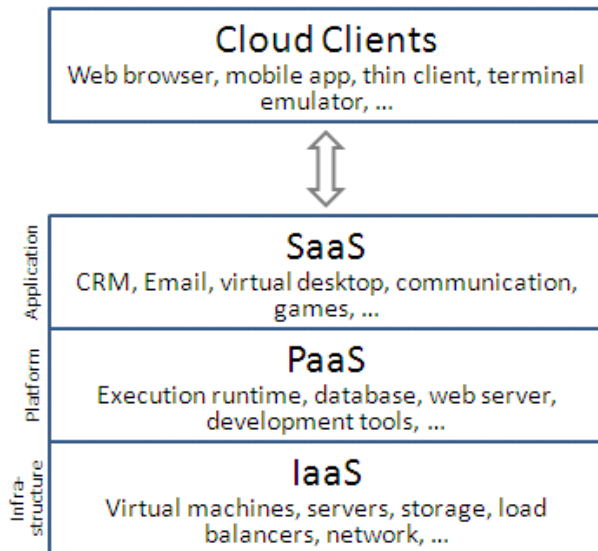 Cloud Clients
Web browser, mobile app, thin client, terminal
emulator, ...
Application
SaaS
CRM, Email, virtual desktop, communication,
games, ...
Platform
PaaS
Execution runtime, database, web server,
development tools, ...
Infra-
structure
IaaS
Virtual machines, servers, storage, load
balancers, network, ...